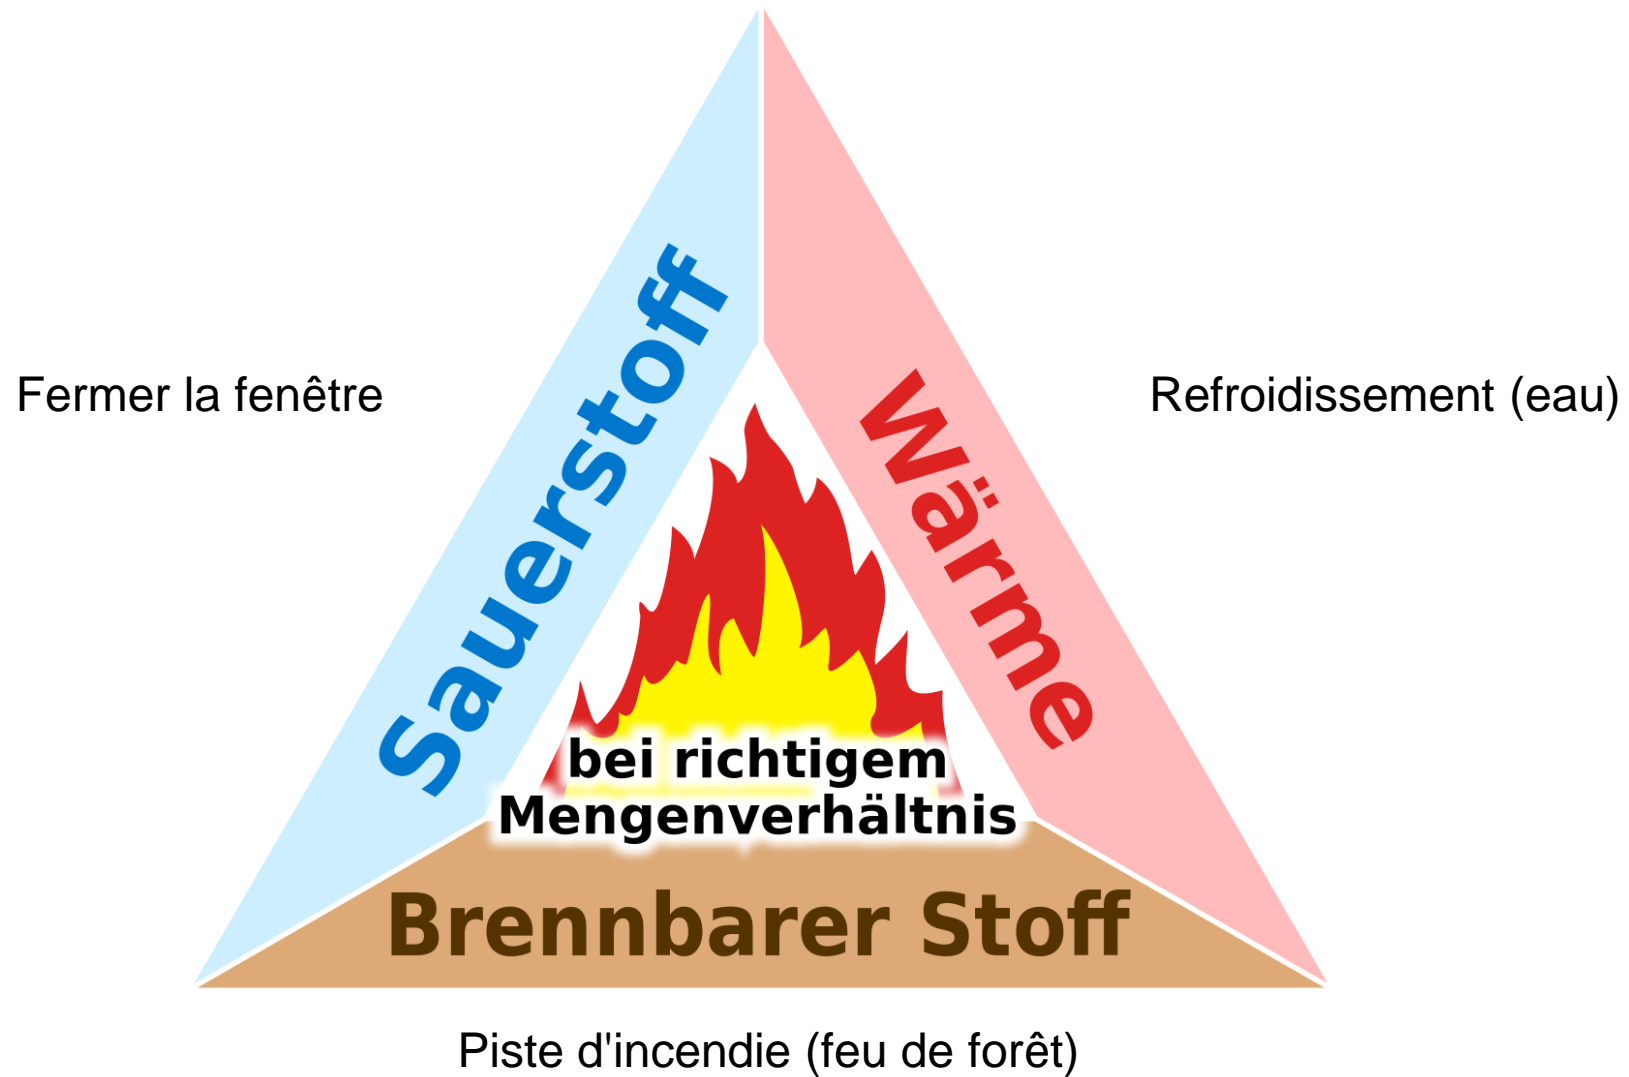 Sauerstoff
Wärme
Fermer la fenêtre
Refroidissement (eau)
bei richtigem
Mengenverhältnis
Brennbarer Stoff
Piste d'incendie (feu de forêt)